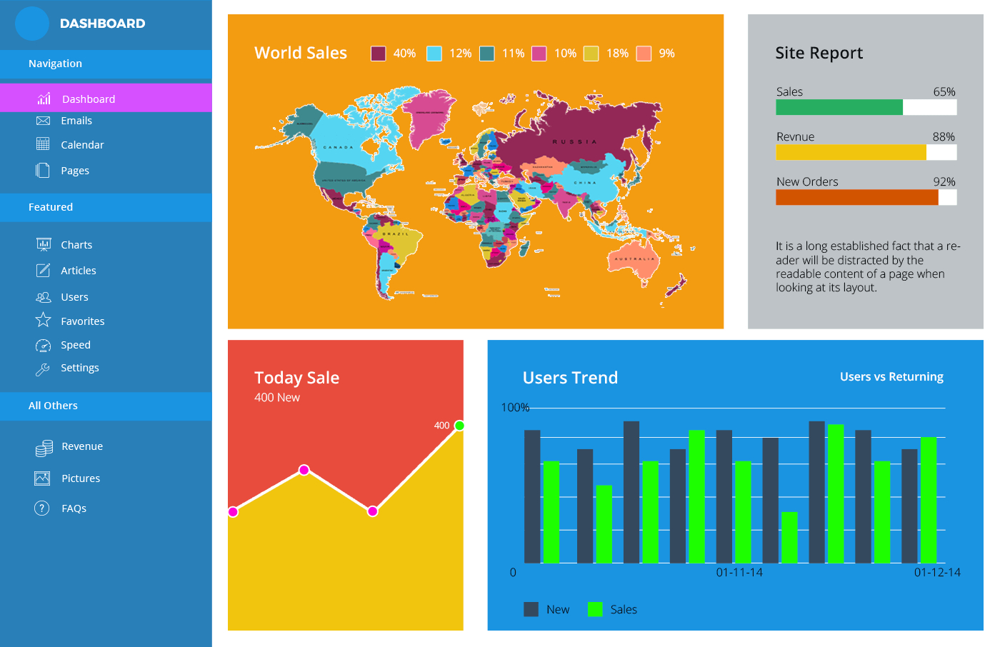 DASHBOARD
Navigation
Dashboard
Emails
Calendar
Pages
Featured
Charts
Articles
Users
Favorites
Speed
Settings
All Others
Revenue
Pictures
FAQs
World Sales
40% 12% 11% 10% 18% 9%
RUSSIA
CANADA
UNITED STATES OF AMERICA
CHINA
BRAZIL
AUSTRALIA
Site Report
Sales 65%
Revnue 88%
New Orders 92%
It is a long established fact that a re-
ader will be distracted by the
readable content of a page when
looking at its layout.
Today Sale
400 New
400
Users Trend
Users vs Returning
100%
0 01-11-14 01-12-14
New Sales